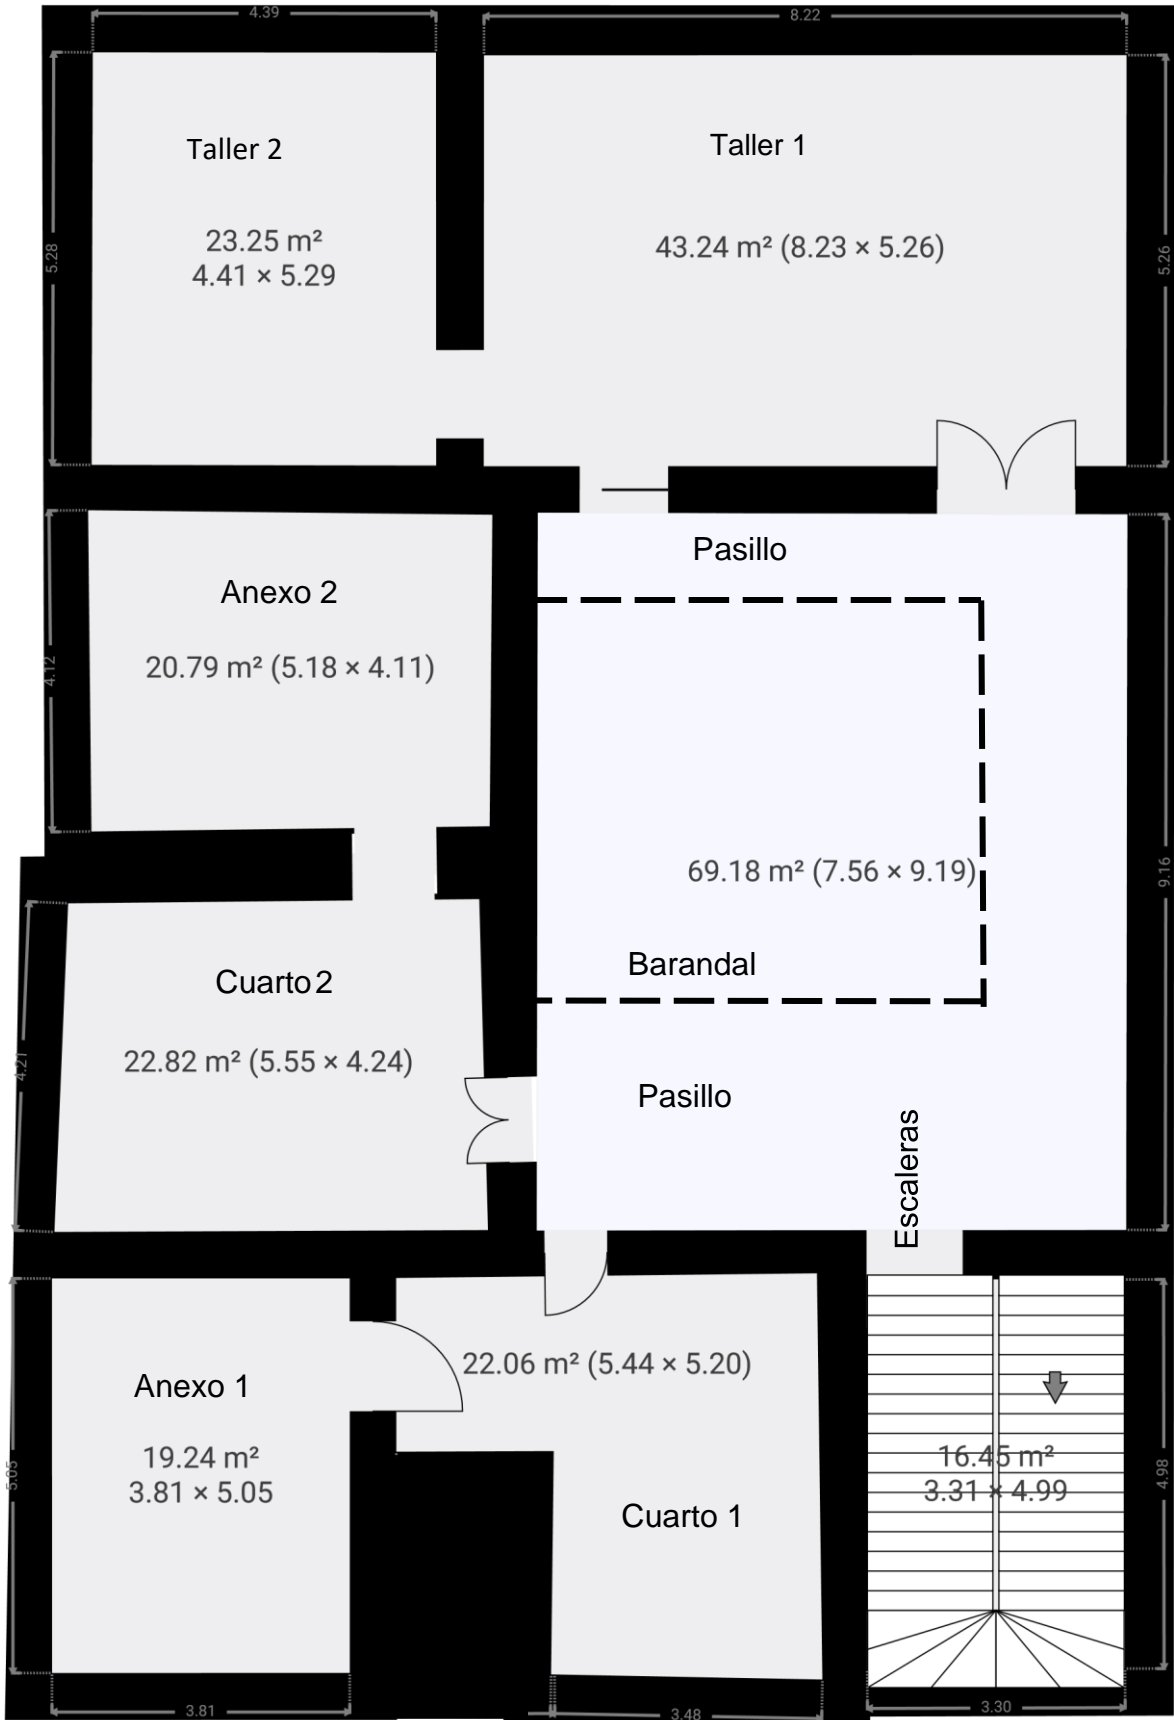 4.39
8.22
Taller 2
Taller 1
23.25 m²
4.41 × 5.29
43.24 m² (8.23 × 5.26)
5.28
5.26
Pasillo
Anexo 2
20.79 m² (5.18 × 4.11)
4.12
69.18 m² (7.56 × 9.19)
9.16
Barandal
Cuarto 2
22.82 m² (5.55 × 4.24)
4.21
Pasillo
Escaleras
22.06 m² (5.44 × 5.20)
Anexo 1
19.24 m²
3.81 × 5.05
5.05
16.45 m²
3.31 × 4.99
4.98
Cuarto 1
3.81
3.48
3.30